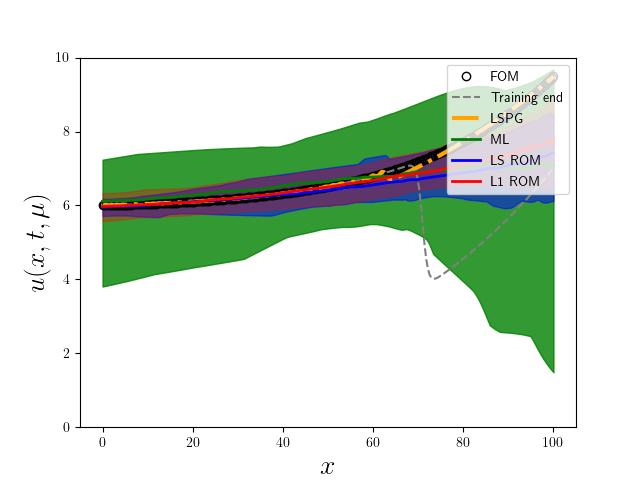 10
8
6
4
2
0
u(x, t, μ)
0 20 40 60 80 100
x
FOM
Training end
LSPG
ML
LS ROM
L1 ROM